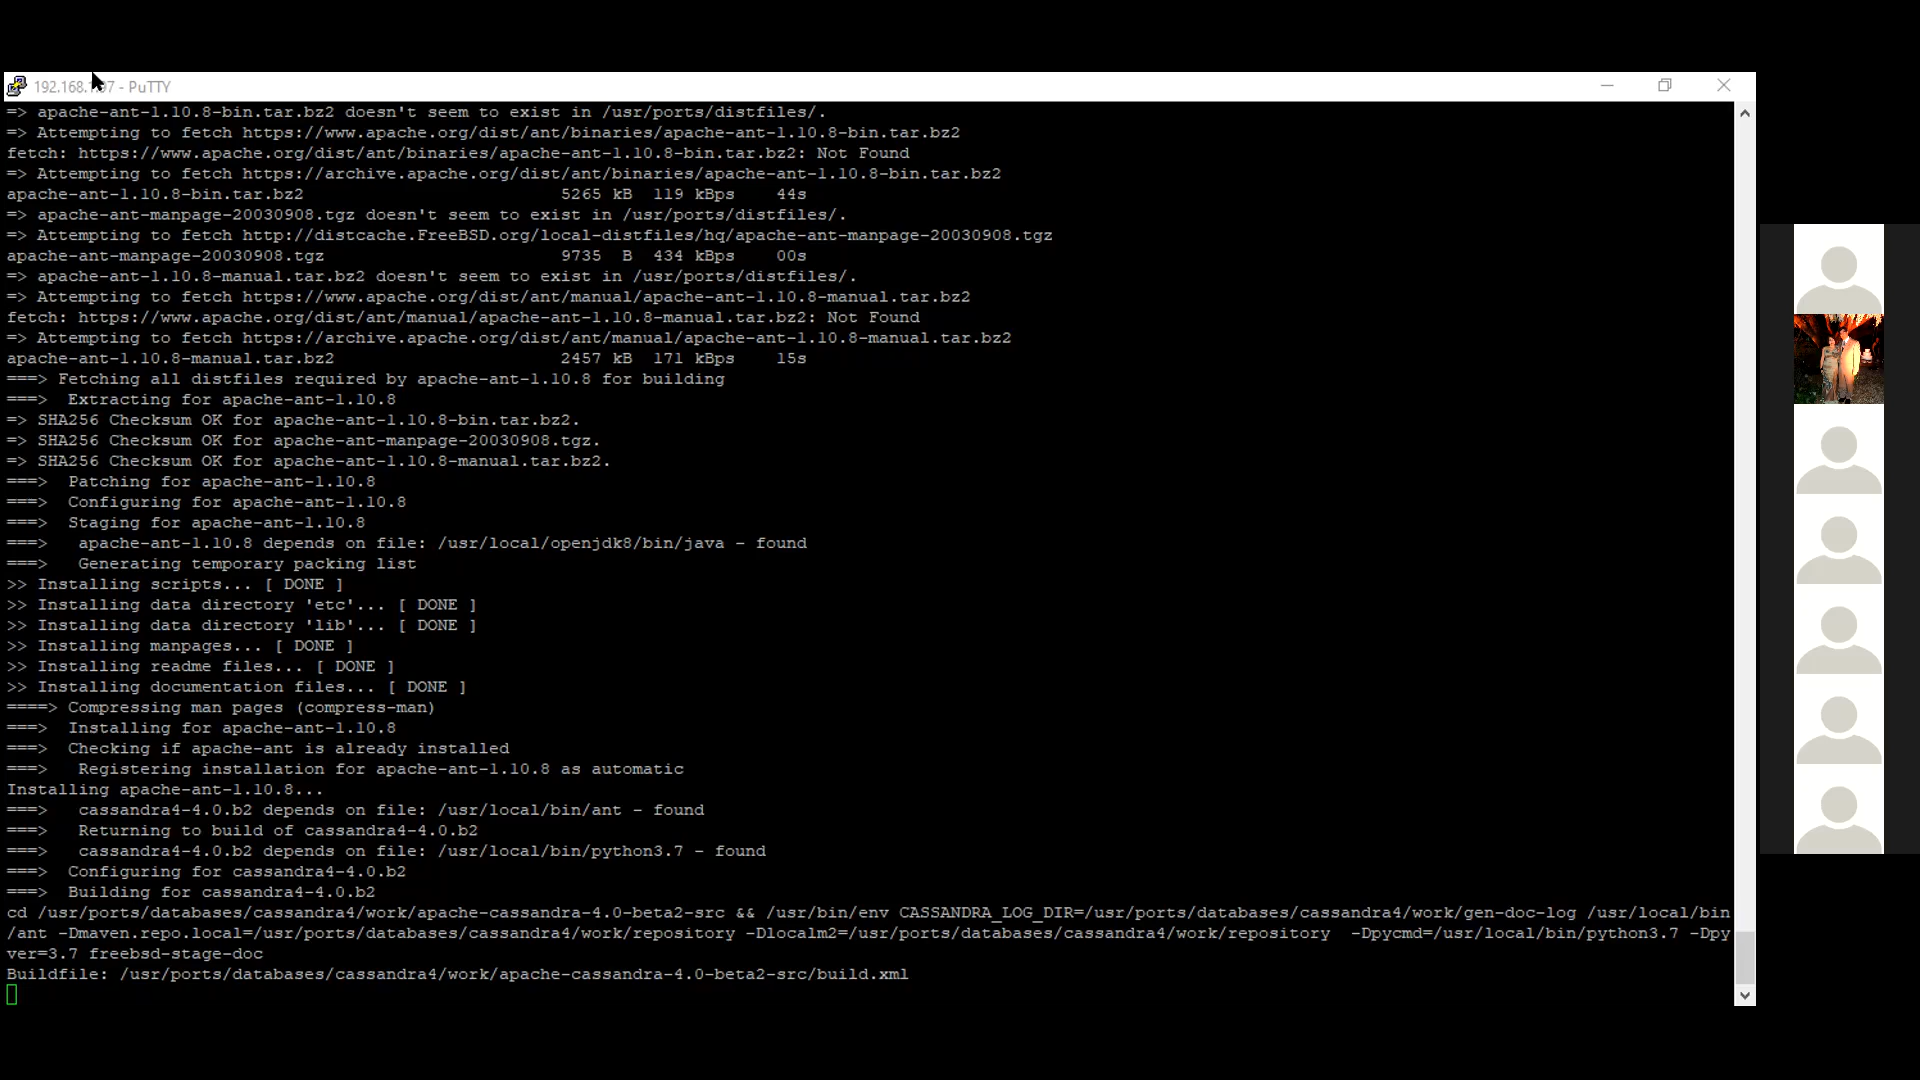 192.168. 97 - PuTTY
=> apache-ant-1.10.8-bin.tar.bz2 doesn't seem to exist in /usr/ports/distfiles/.
=> Attempting to fetch https://www.apache.org/dist/ant/binaries/apache-ant-1.10.8-bin.tar.bz2
fetch: https://www.apache.org/dist/ant/binaries/apache-ant-1.10.8-bin.tar.bz2: Not Found
=> Attempting to fetch https://archive.apache.org/dist/ant/binaries/apache-ant-1.10.8-bin.tar.bz2
apache-ant-1.10.8-bin.tar.bz2 5265 kB 119 kBps 44s
=> apache-ant-manpage-20030908.tgz doesn't seem to exist in /usr/ports/distfiles/.
=> Attempting to fetch http://distcache.FreeBSD.org/local-distfiles/hq/apache-ant-manpage-20030908.tgz
apache-ant-manpage-20030908.tgz 9735 B 434 kBps 00s
=> apache-ant-1.10.8-manual.tar.bz2 doesn't seem to exist in /usr/ports/distfiles/.
=> Attempting to fetch https://www.apache.org/dist/ant/manual/apache-ant-1.10.8-manual.tar.bz2
fetch: https://www.apache.org/dist/ant/manual/apache-ant-1.10.8-manual.tar.bz2: Not Found
=> Attempting to fetch https://archive.apache.org/dist/ant/manual/apache-ant-1.10.8-manual.tar.bz2
apache-ant-1.10.8-manual.tar.bz2 2457 kB 171 kBps 15s
===> Fetching all distfiles required by apache-ant-1.10.8 for building
===> Extracting for apache-ant-1.10.8
=> SHA256 Checksum OK for apache-ant-1.10.8-bin.tar.bz2.
=> SHA256 Checksum OK for apache-ant-manpage-20030908.tgz.
=> SHA256 Checksum OK for apache-ant-1.10.8-manual.tar.bz2.
===> Patching for apache-ant-1.10.8
===> Configuring for apache-ant-1.10.8
===> Staging for apache-ant-1.10.8
===> apache-ant-1.10.8 depends on file: /usr/local/openjdk8/bin/java - found
===> Generating temporary packing list
>> Installing scripts... [ DONE ]
>> Installing data directory 'etc'... [ DONE ]
>> Installing data directory 'lib'... [ DONE ]
>> Installing manpages... [ DONE ]
>> Installing readme files... [ DONE ]
>> Installing documentation files... [ DONE ]
====> Compressing man pages (compress-man)
===> Installing for apache-ant-1.10.8
===> Checking if apache-ant is already installed
===> Registering installation for apache-ant-1.10.8 as automatic
Installing apache-ant-1.10.8...
===> cassandra4-4.0.b2 depends on file: /usr/local/bin/ant - found
===> Returning to build of cassandra4-4.0.b2
===> cassandra4-4.0.b2 depends on file: /usr/local/bin/python3.7 - found
===> Configuring for cassandra4-4.0.b2
===> Building for cassandra4-4.0.b2
cd /usr/ports/databases/cassandra4/work/apache-cassandra-4.0-beta2-src && /usr/bin/env CASSANDRA_LOG_DIR=/usr/ports/databases/cassandra4/work/gen-doc-log /usr/local/bin
/ant -Dmaven.repo.local=/usr/ports/databases/cassandra4/work/repository -Dlocalm2=/usr/ports/databases/cassandra4/work/repository -Dpycmd=/usr/local/bin/python3.7 -Dpy
ver=3.7 freebsd-stage-doc
Buildfile: /usr/ports/databases/cassandra4/work/apache-cassandra-4.0-beta2-src/build.xml